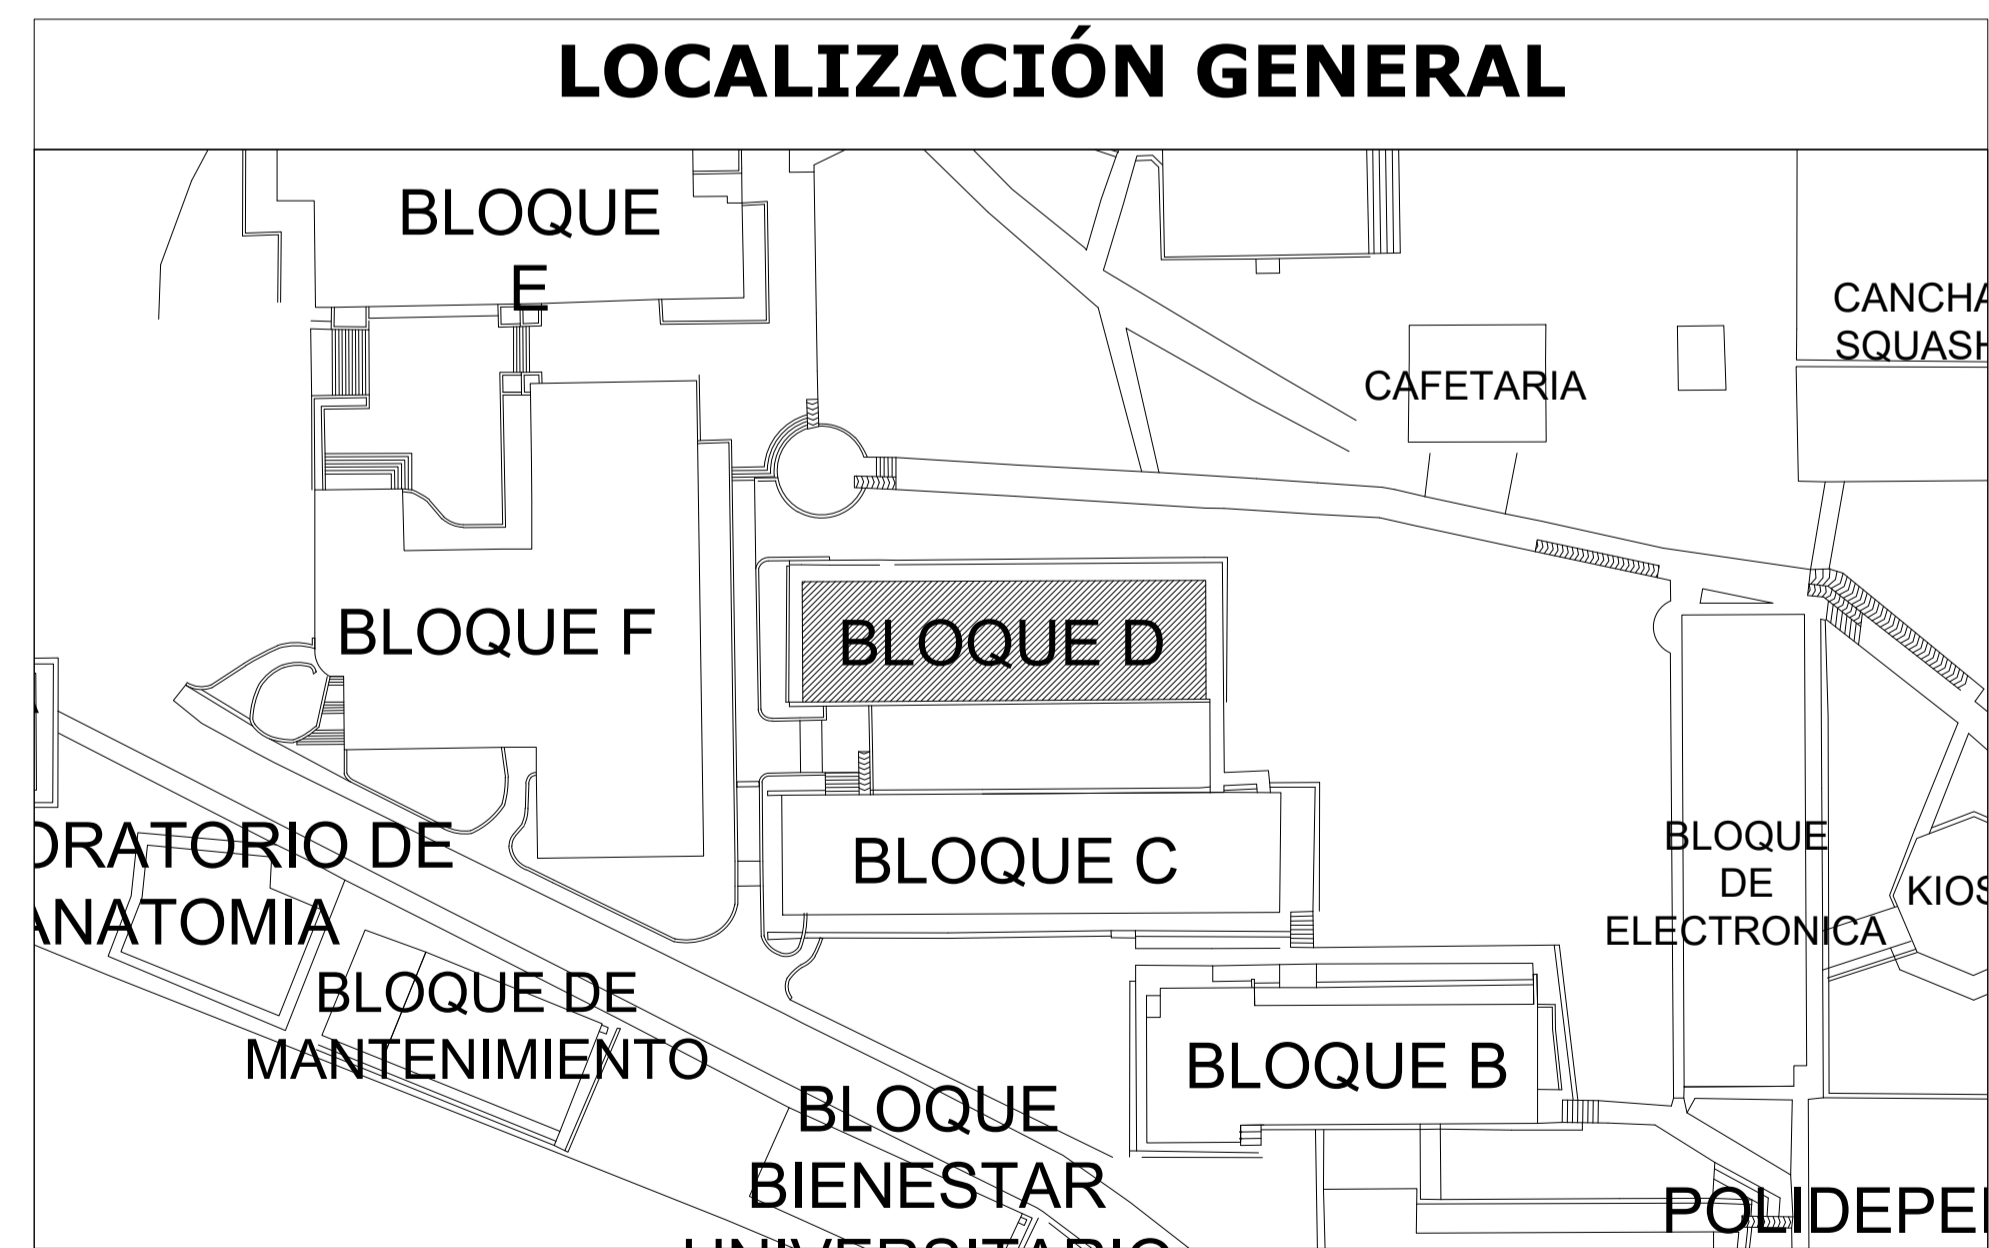 LOCALIZACIÓN GENERAL
BLOQUE
E
CANCHA
SQUASH
CAFETARIA
BLOQUE F
BLOQUE D
ORATORIO DE
ANATOMIA
BLOQUE C
BLOQUE
DE
ELECTRONICA
KIOS
BLOQUE DE
MANTENIMIENTO
BLOQUE B
BLOQUE
BIENESTAR
UNIVERSITARIO
POLIDEPE